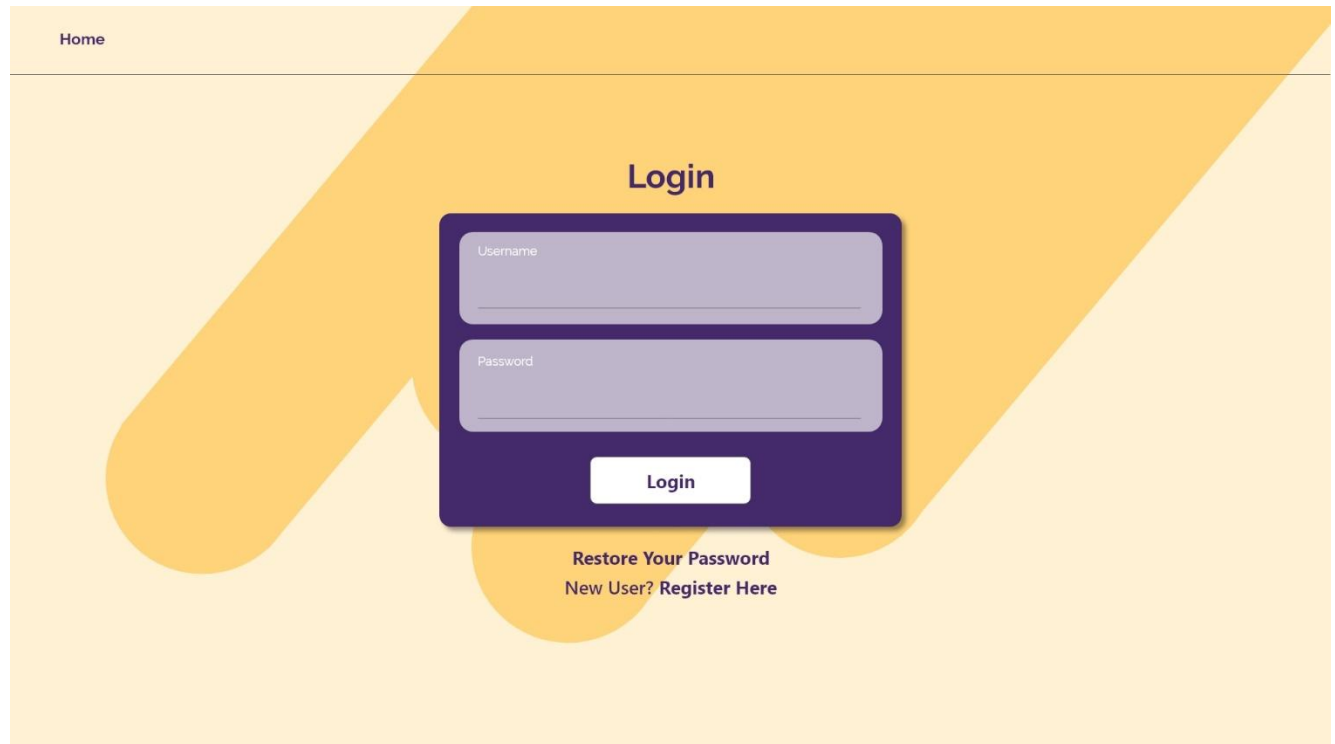 Home
Login
Username
Password
Login
Restore Your Password
New User? Register Here